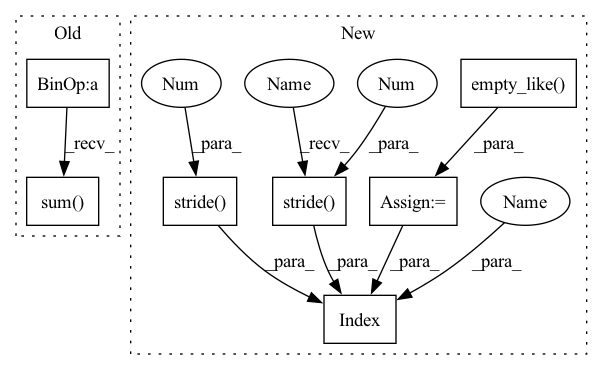 Old
New
BinOp:a
Num
Name
Num
empty_like()
_recv_
_para_
_recv_
_para_
_para_
sum()
stride()
stride()
Assign:=
Name
_para_
_para_
_para_
_para_
Index